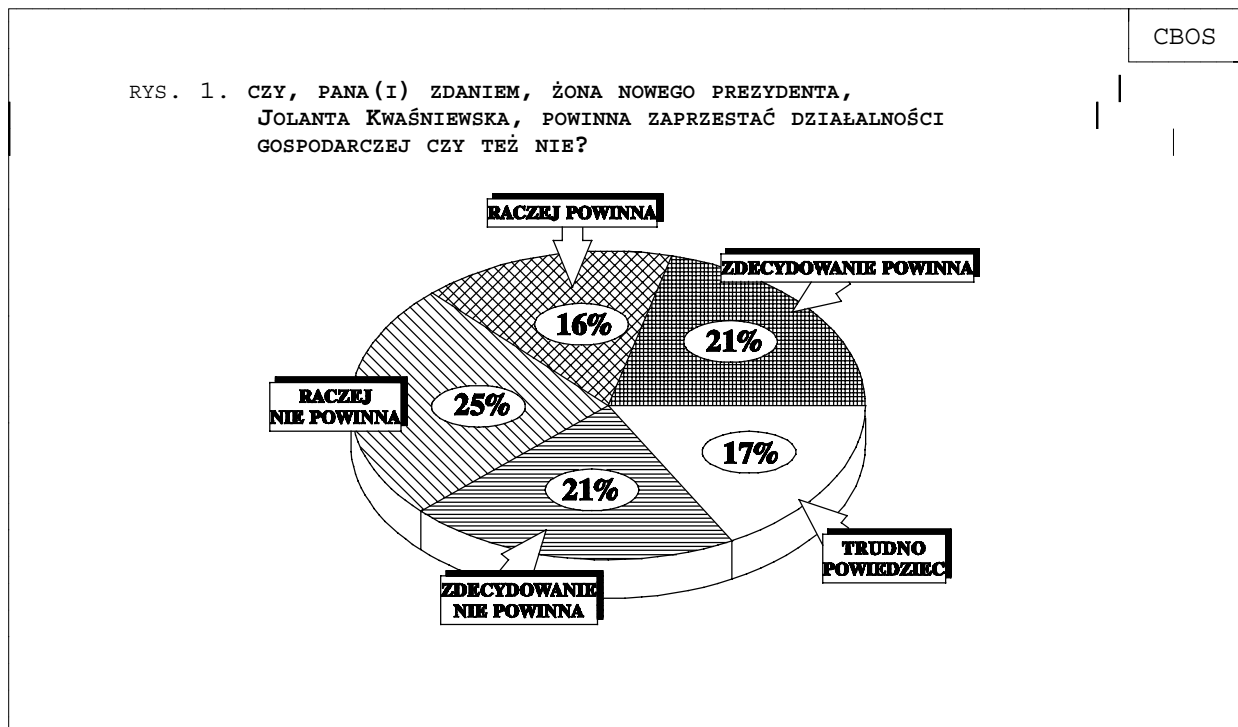 CBOS
RYS. 1. CZY, PANA(I) ZDANIEM, ŻONA NOWEGO PREZYDENTA,
JOLANTA KWAŚNIEWSKA, POWINNA ZAPRZESTAĆ DZIAŁALNOŚCI
GOSPODARCZEJ CZY TEŻ NIE?
RACZEJ POWINNA
ZDECYDOWANIE POWINNA
16%
21%
RACZEJ
NIE POWINNA
25%
17%
21%
TRUDNO
POWIEDZIEC
ZDECYDOWANIE
NIE POWINNA